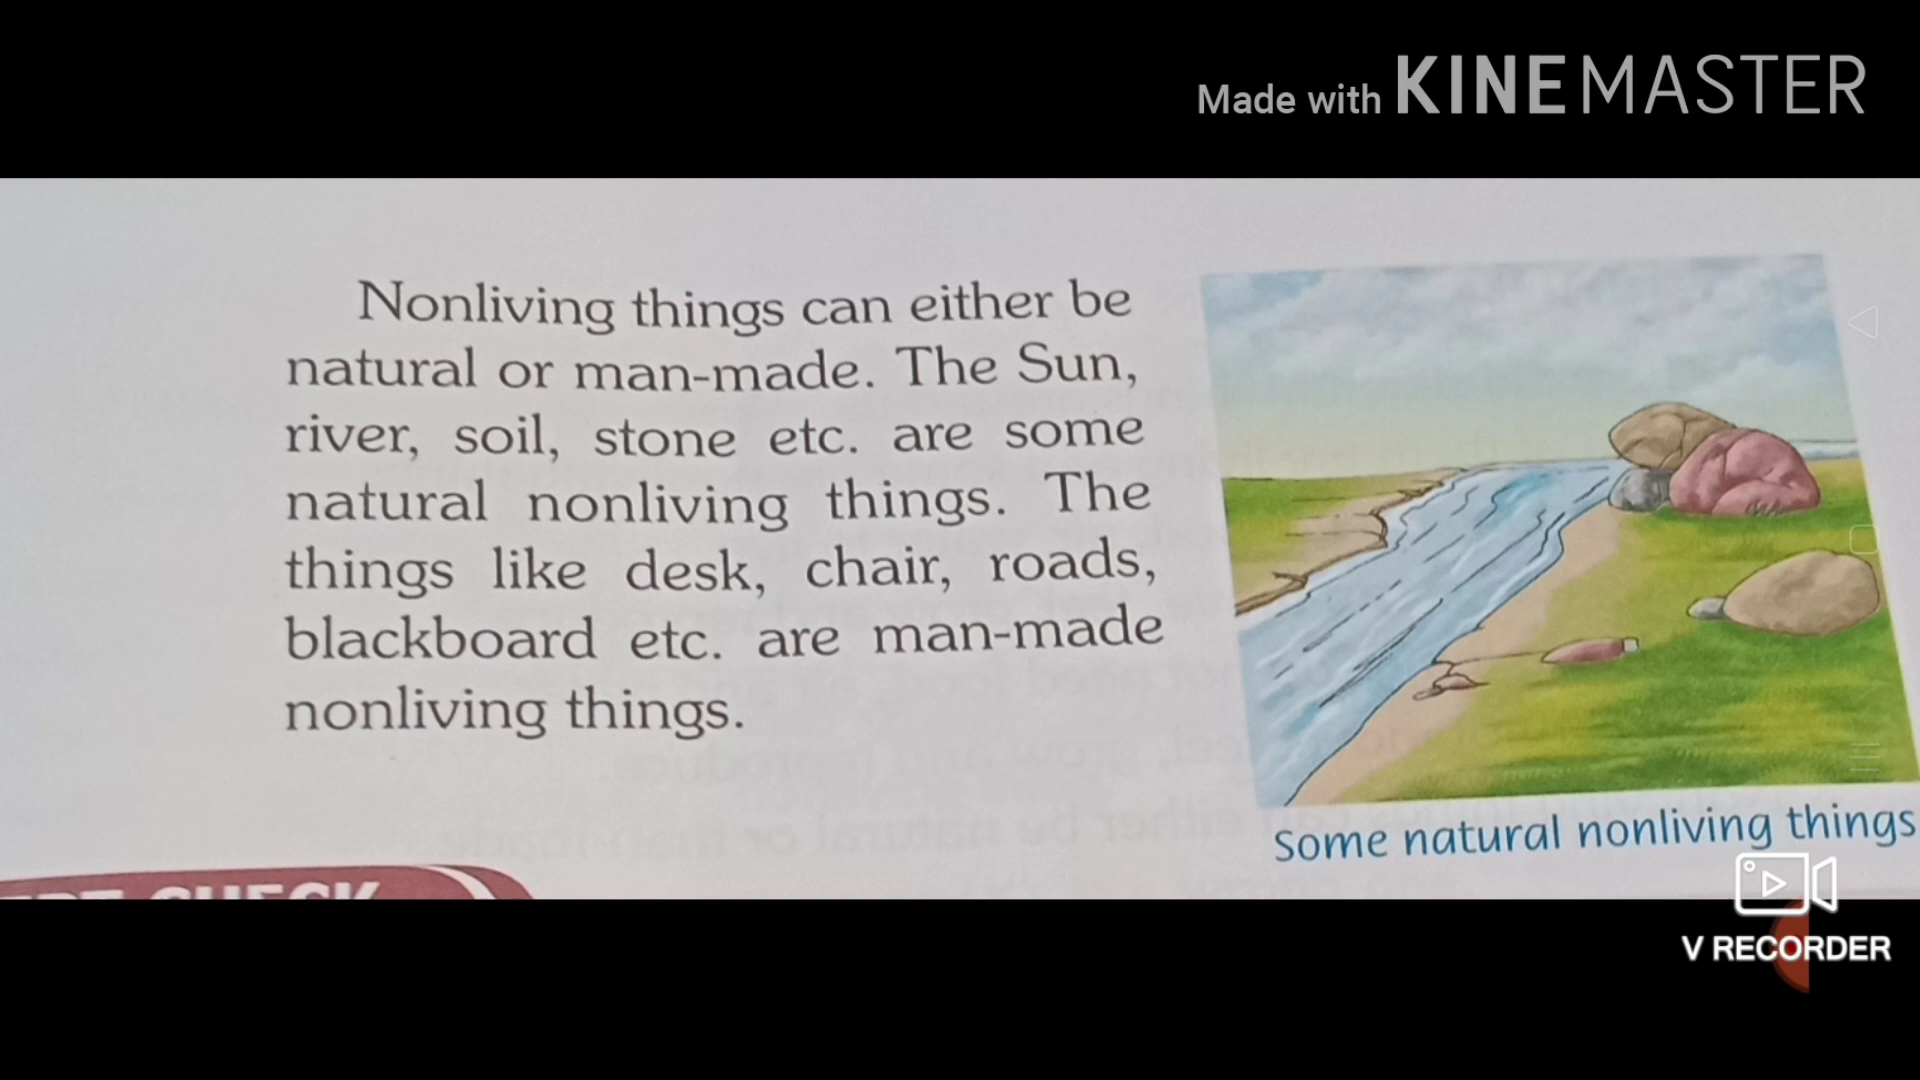 Made with KINEMASTER
Nonliving things can either be
natural or man-made. The Sun,
river, soil, stone etc. are some
natural nonliving things. The
things like desk, chair, roads,
blackboard etc. are man-made
nonliving things.
Some natural nonliving things
CHECK
V RECORDER